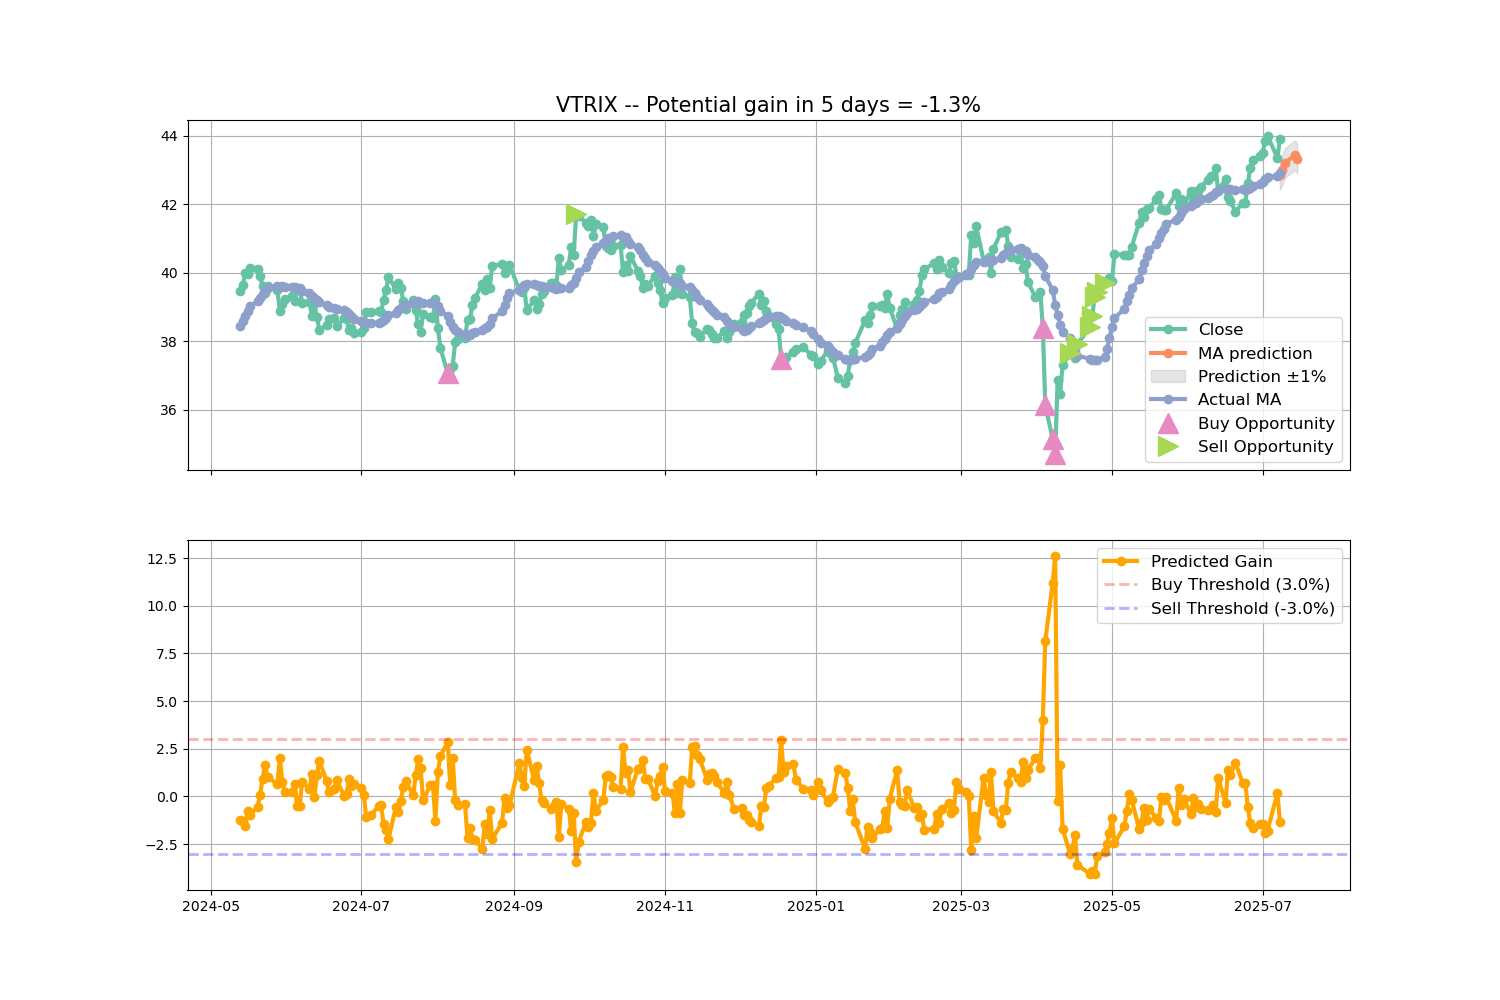 VTRIX -- Potential gain in 5 days = -1.3%
44
42
40
38
36
Close
MA prediction
Prediction ±1%
Actual MA
Buy Opportunity
Sell Opportunity
12.5
10.0
7.5
5.0
2.5
0.0
−2.5
Predicted Gain
Buy Threshold (3.0%)
Sell Threshold (-3.0%)
2024-05
2024-07
2024-09
2024-11
2025-01
2025-03
2025-05
2025-07